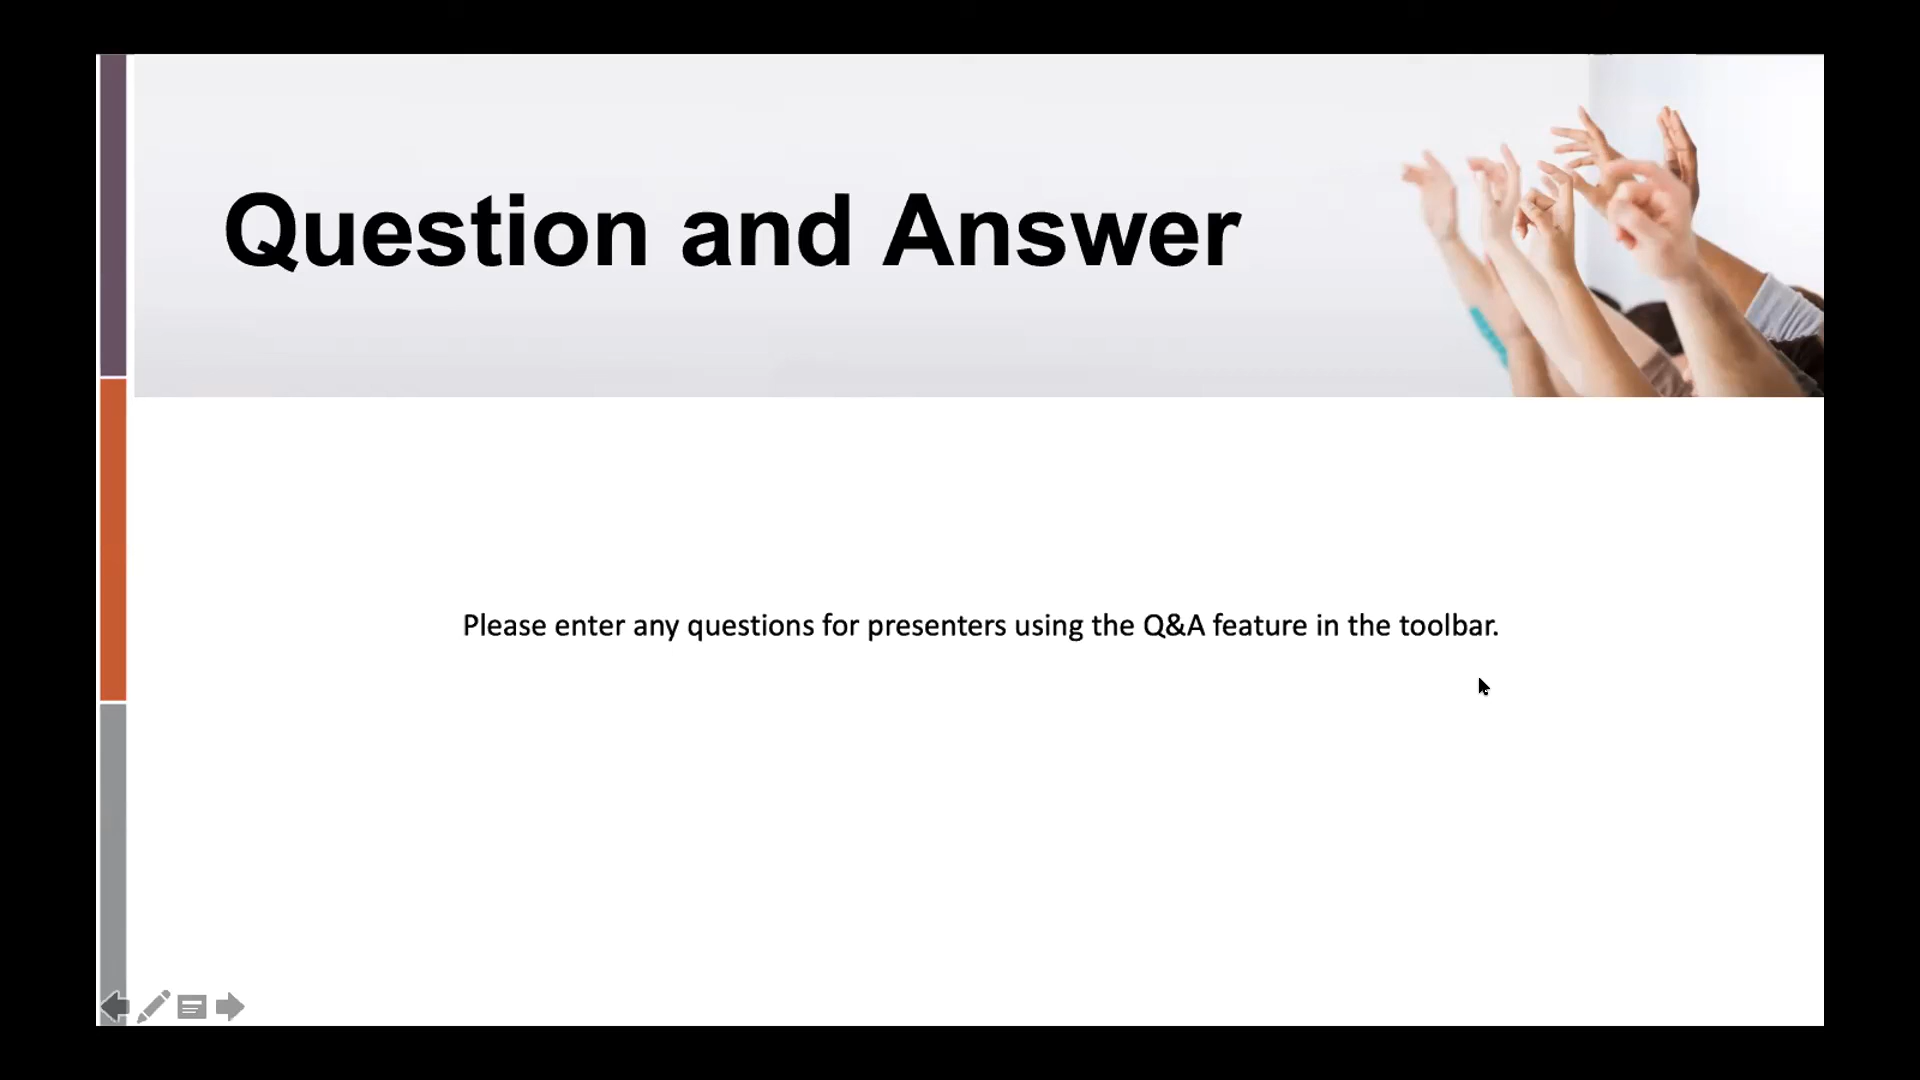 Question and Answer
Please enter any questions for presenters using the Q&A feature in the toolbar.